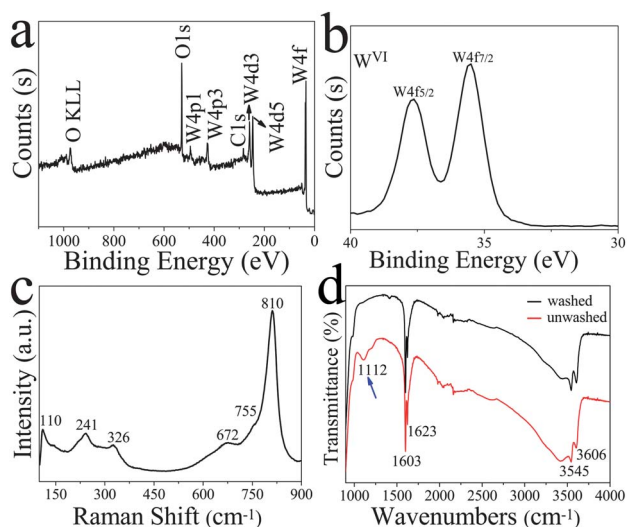 a
Counts (s)
O KLL
O1s
W4p1
W4p3
C1s
W4d3
W4d5
W4f
1000 800 600 400 200 0
Binding Energy (eV)
b
Counts (s)
W^VI
W4f5/2
W4f7/2
40 35 30
Binding Energy (eV)
c
Intensity (a.u.)
110
241
326
672
755
810
150 300 450 600 750 900
Raman Shift (cm⁻¹)
d
Transmittance (%)
washed
unwashed
1112
1603
1623
3545
3606
1000 1500 2000 2500 3000 3500 4000
Wavenumbers (cm⁻¹)